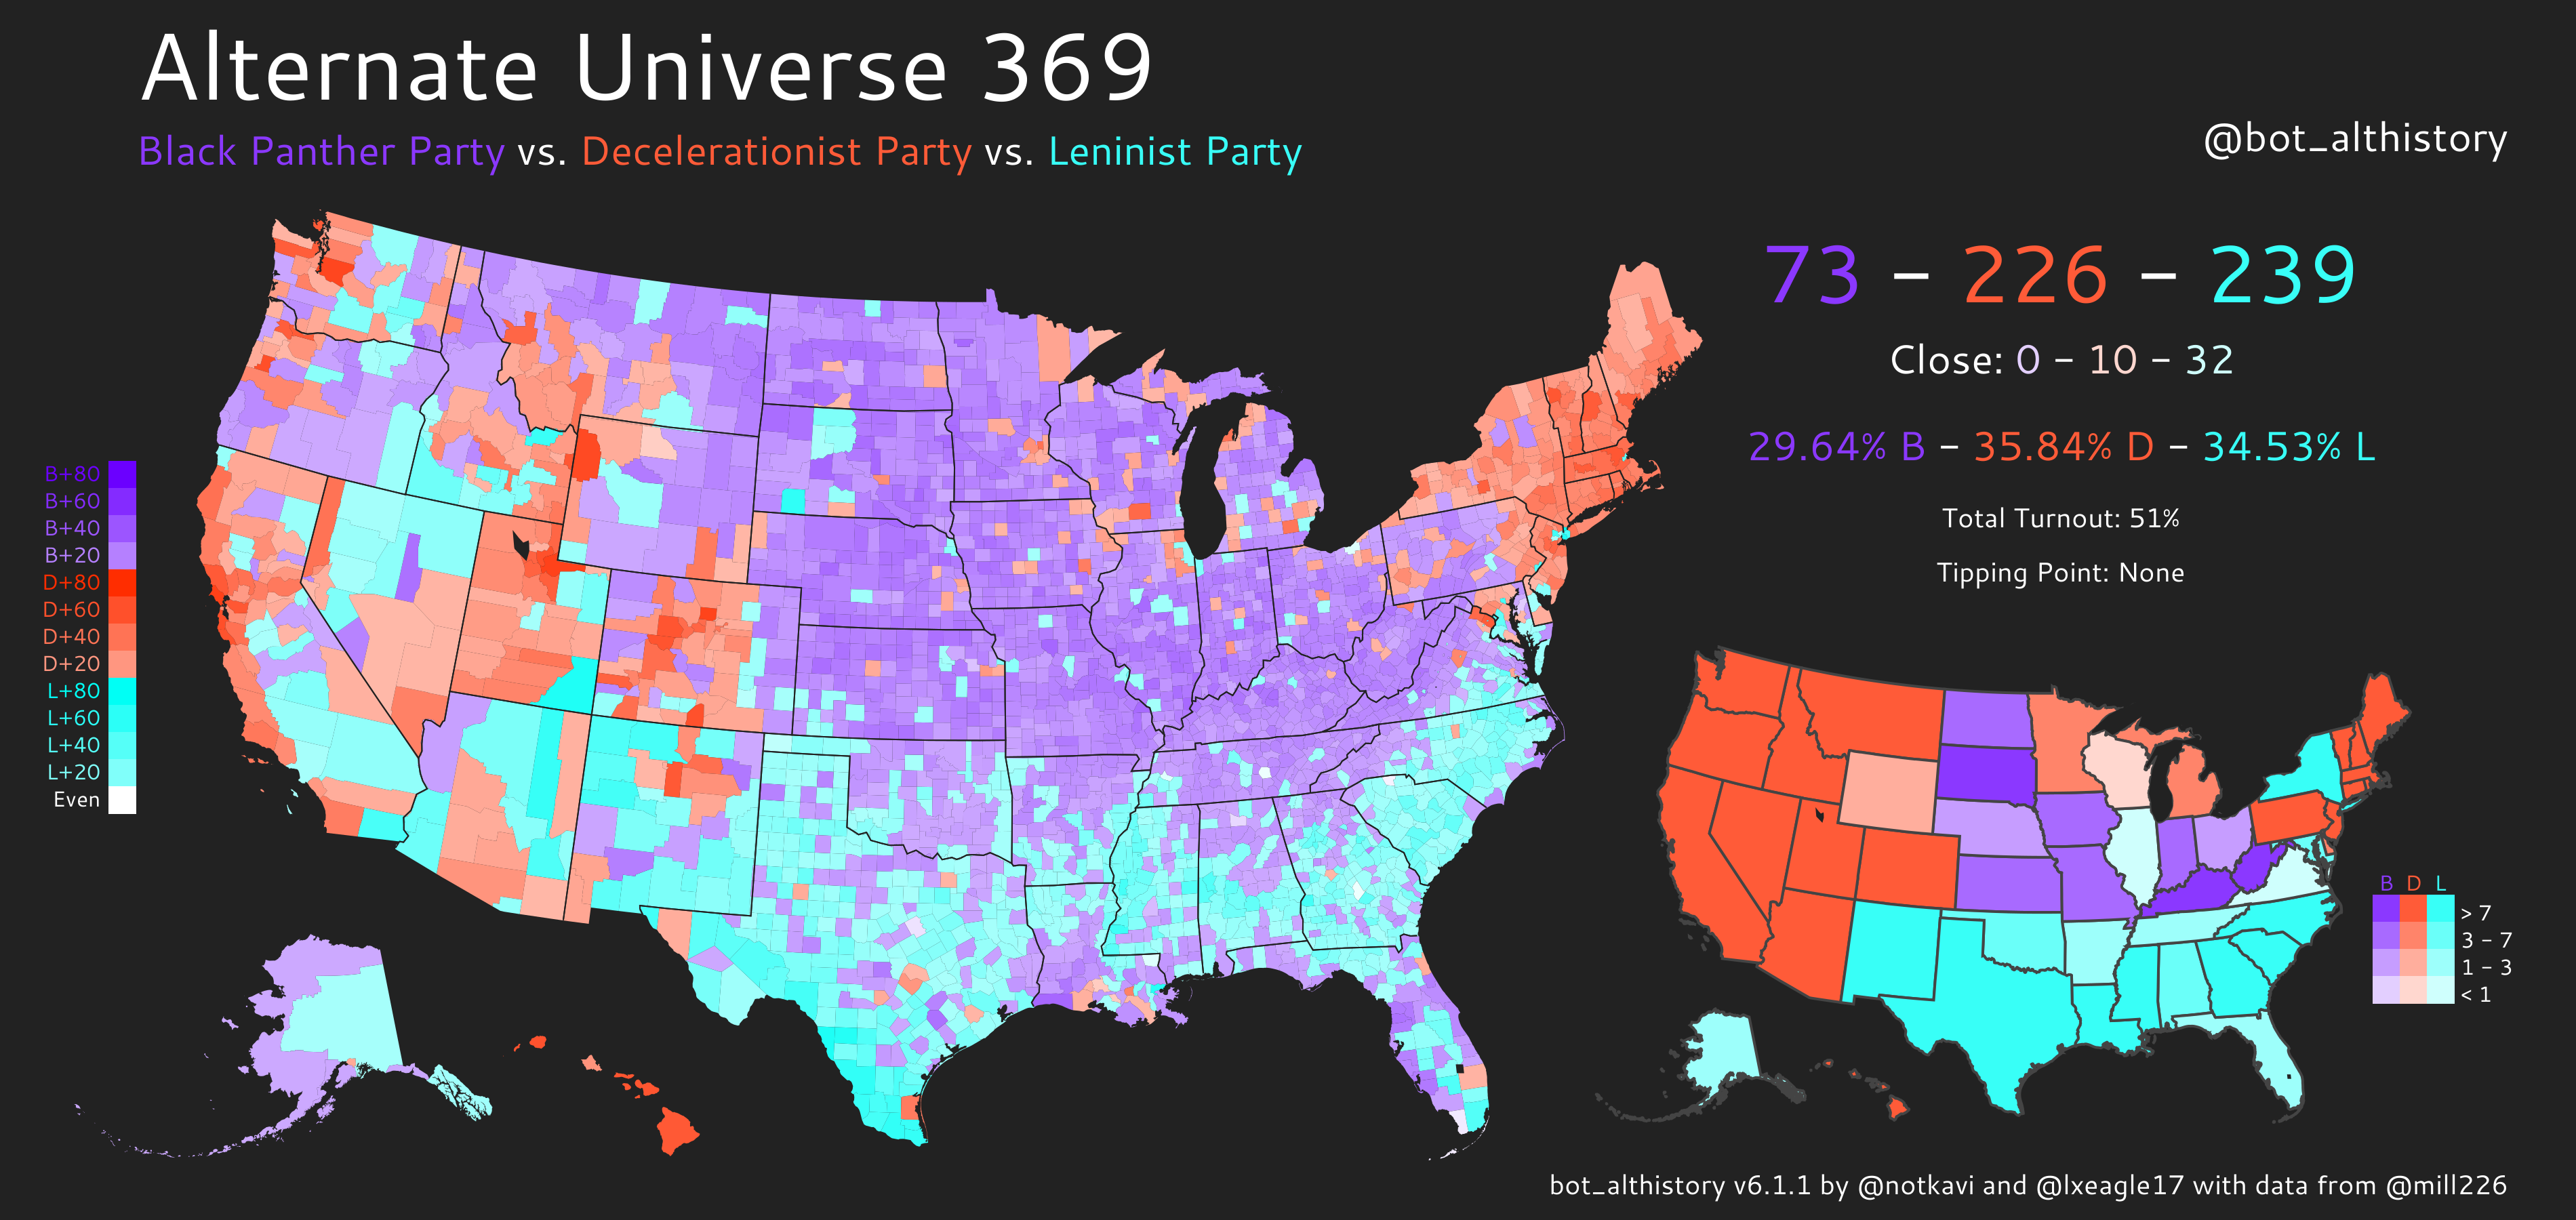 Alternate Universe 369
Black Panther Party vs. Decelerationist Party vs. Leninist Party
@bot_althistory
73 – 226 – 239
Close: 0 – 10 – 32
29.64% B – 35.84% D – 34.53% L
Total Turnout: 51%
Tipping Point: None
B+80
B+60
B+40
B+20
D+80
D+60
D+40
D+20
L+80
L+60
L+40
L+20
Even
B D L
> 7
3 – 7
1 – 3
< 1
bot_althistory v6.1.1 by @notkavi and @lxeagle17 with data from @mill226